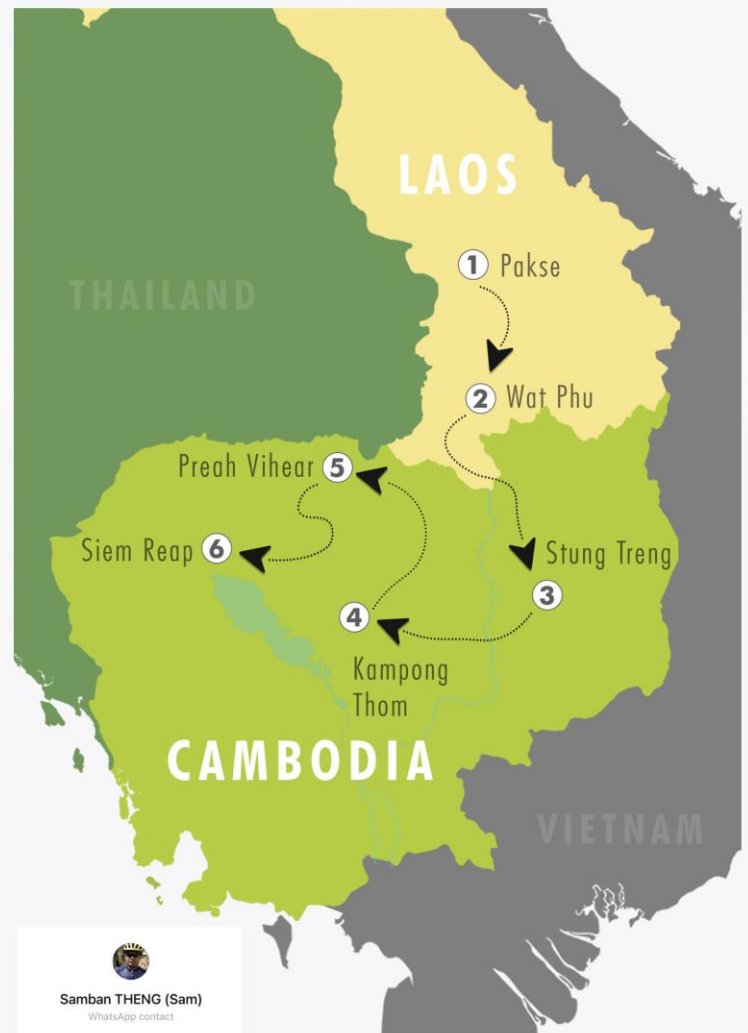 LAOS
1 Pakse
THAILAND
2 Wat Phu
Preah Vihear 5
Siem Reap 6
Stung Treng
3
4
Kampong
Thom
CAMBODIA
VIETNAM
Samban THENG (Sam)
WhatsApp contact